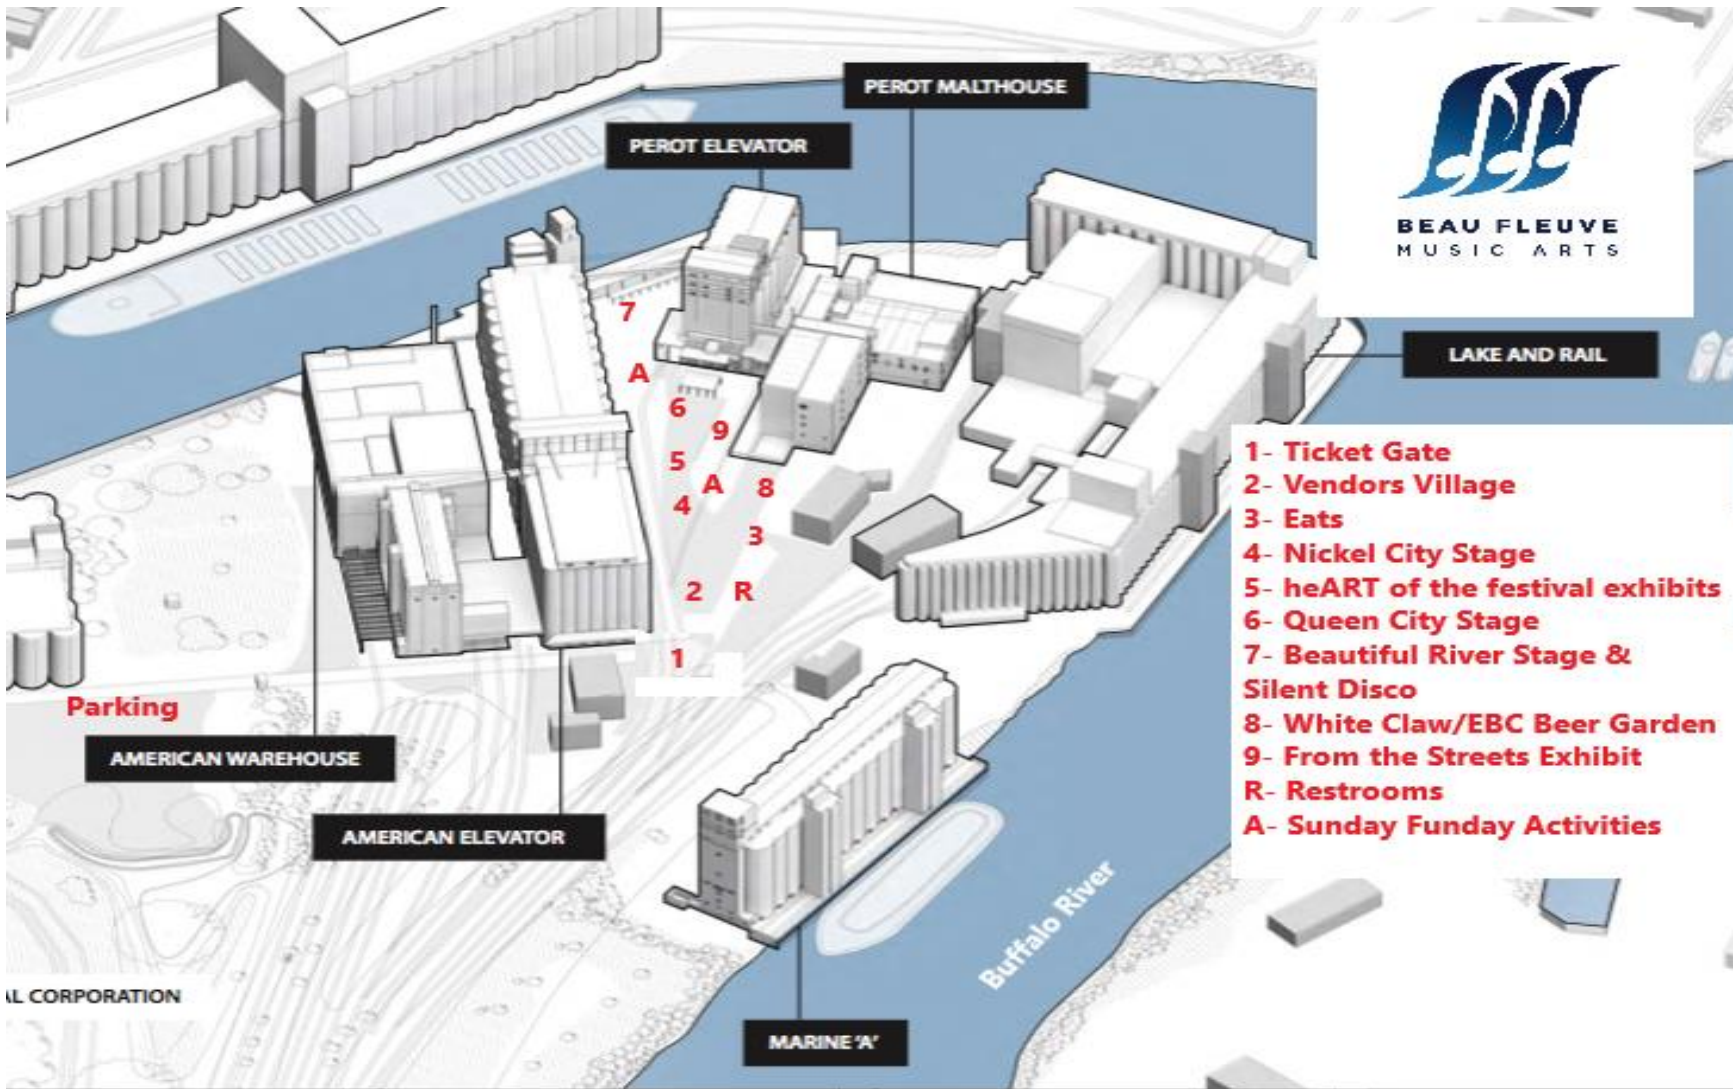 PEROT MALTHOUSE
PEROT ELEVATOR
BEAU FLEUVE
MUSIC ARTS
LAKE AND RAIL
7
A
6
9
5
A
8
4
3
2
R
1
Parking
AMERICAN WAREHOUSE
AMERICAN ELEVATOR
Buffalo River
AL CORPORATION
MARINE 'A'
1- Ticket Gate
2- Vendors Village
3- Eats
4- Nickel City Stage
5- heART of the festival exhibits
6- Queen City Stage
7- Beautiful River Stage &
Silent Disco
8- White Claw/EBC Beer Garden
9- From the Streets Exhibit
R- Restrooms
A- Sunday Funday Activities